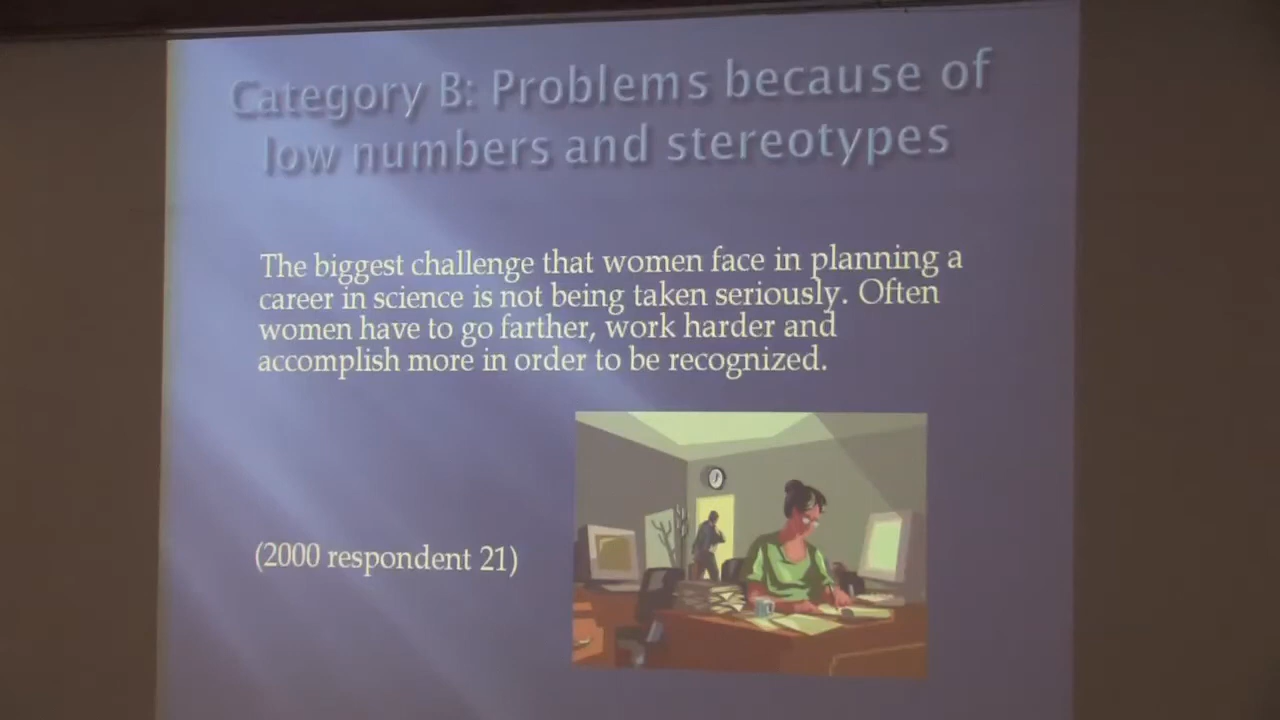 Category B: Problems because of
low numbers and stereotypes
The biggest challenge that women face in planning a
career in science is not being taken seriously. Often
women have to go farther, work harder and
accomplish more in order to be recognized.
(2000 respondent 21)